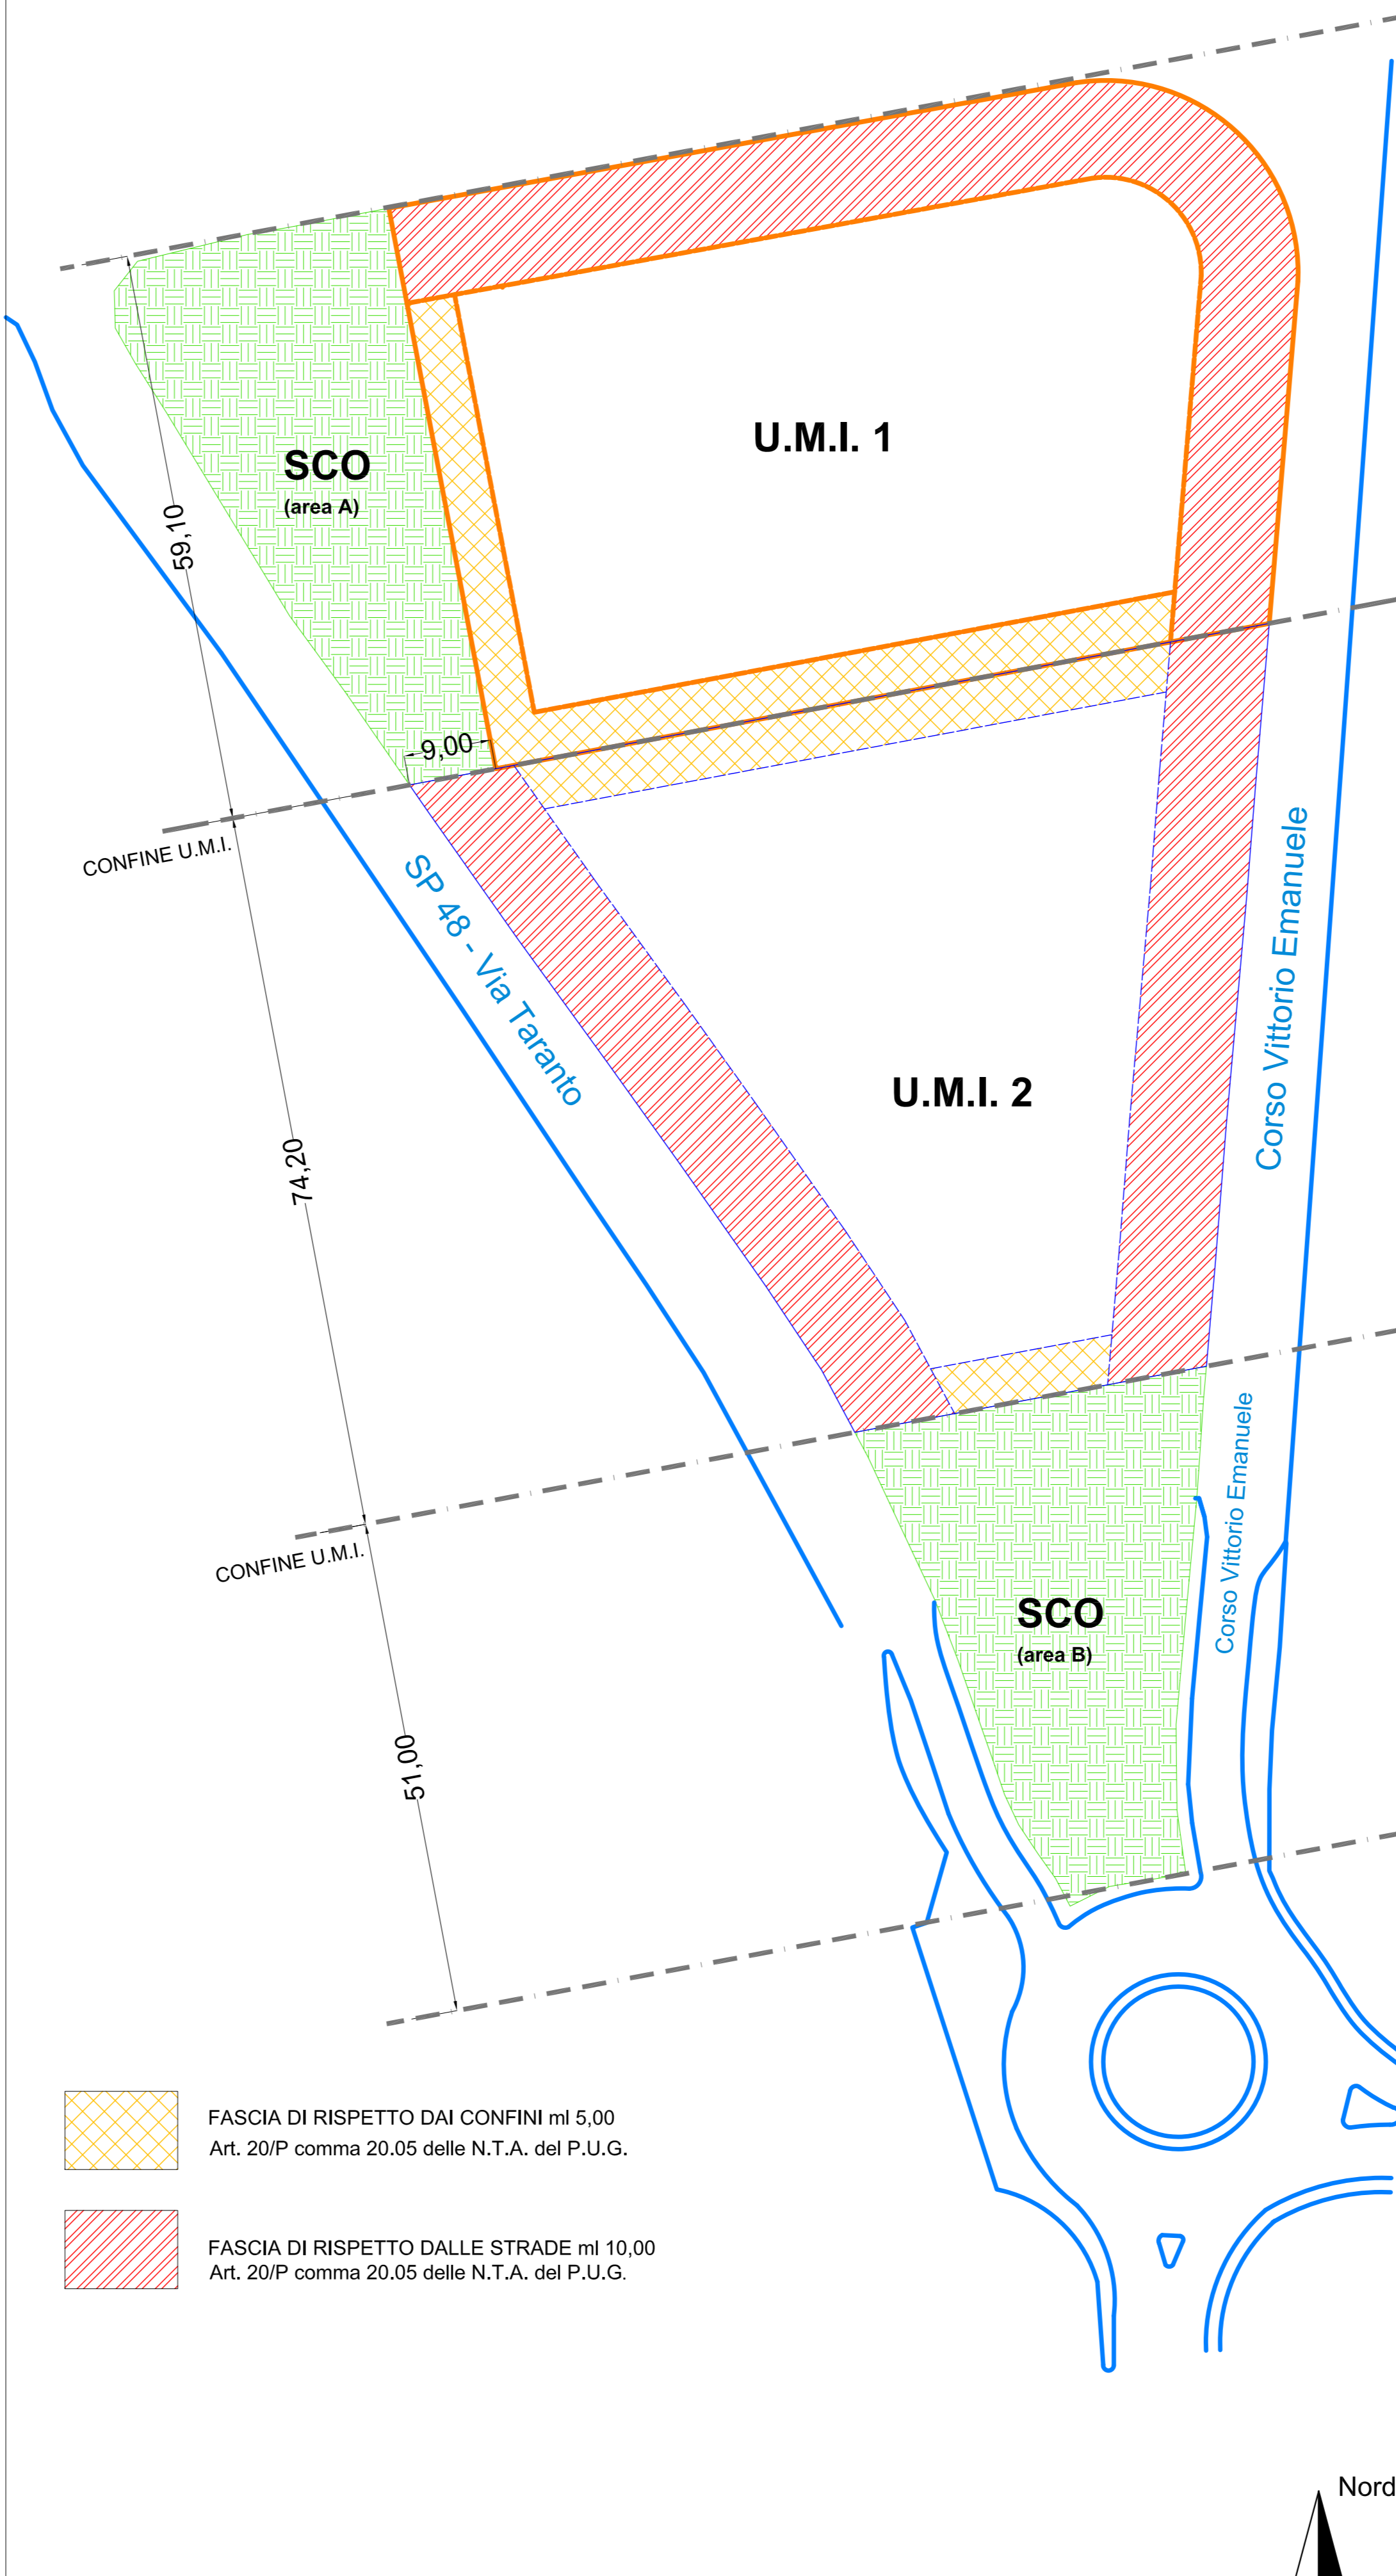 U.M.I. 1
SCO
(area A)
59,10
9,00
CONFINE U.M.I.
SP 48 - Via Taranto
Corso Vittorio Emanuele
U.M.I. 2
74,20
CONFINE U.M.I.
Corso Vittorio Emanuele
SCO
(area B)
51,00
FASCIA DI RISPETTO DAI CONFINI ml 5,00
Art. 20/P comma 20.05 delle N.T.A. del P.U.G.
FASCIA DI RISPETTO DALLE STRADE ml 10,00
Art. 20/P comma 20.05 delle N.T.A. del P.U.G.
Nord